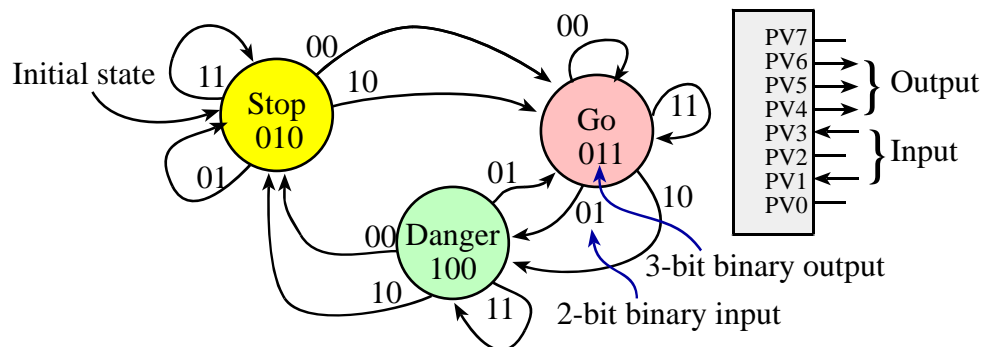 Initial state
11
00
10
Stop
010
01
00
11
Go
011
10
01
01
00
Danger
100
10
11
3-bit binary output
2-bit binary input
PV7
PV6
PV5
PV4
PV3
PV2
PV1
PV0
Output
Input